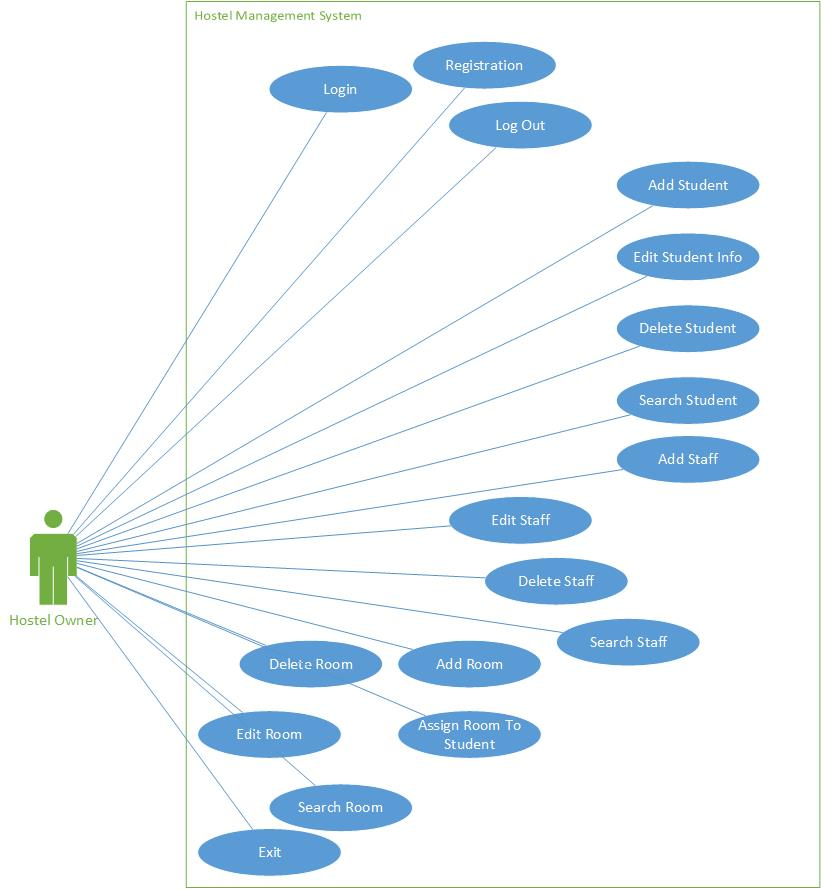 Hostel Management System
Registration
Login
Log Out
Add Student
Edit Student Info
Delete Student
Search Student
Add Staff
Edit Staff
Delete Staff
Hostel Owner
Search Staff
Delete Room
Add Room
Edit Room
Assign Room To
Student
Search Room
Exit